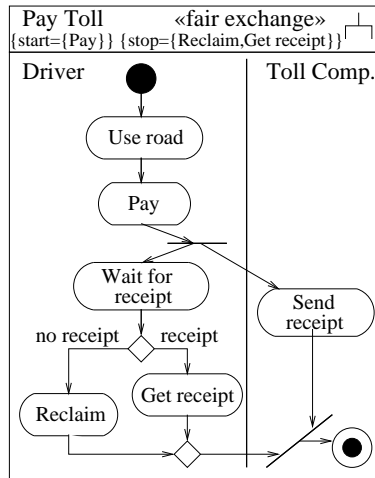 Pay Toll «fair exchange»
{start={Pay}} {stop={Reclaim,Get receipt}}
Driver Toll Comp.
Use road
Pay
Wait for
receipt
Send
receipt
no receipt receipt
Get receipt
Reclaim